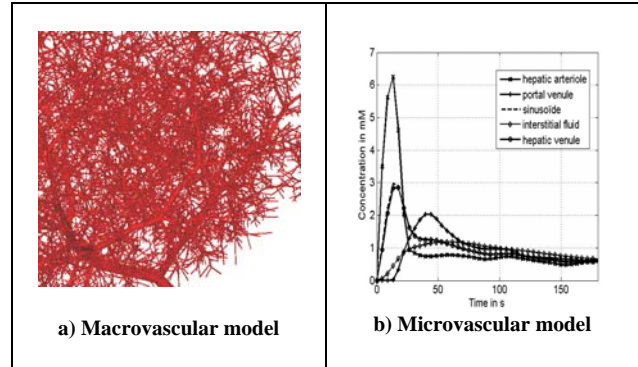 a) Macrovascular model
7
6
5
4
3
2
1
0
Concentration in mM
hepatic arteriole
portal venule
sinusoïde
interstitial fluid
hepatic venule
0 50 100 150
Time in s
b) Microvascular model